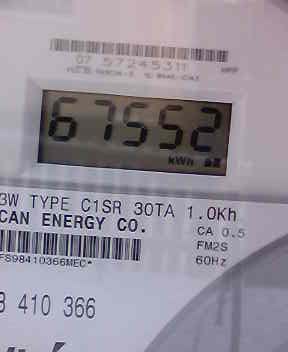 07 57245311
67552
kWh
3W TYPE C1SR 30TA 1.0Kh
CAN ENERGY CO.
CA 0.5
FM2S
60Hz
FS98410366MEC*
3 410 366